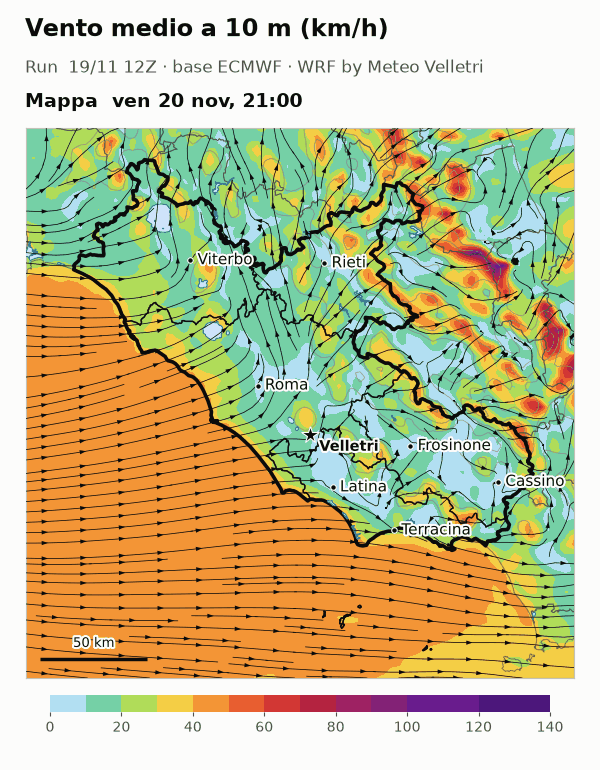 Vento medio a 10 m (km/h)
Run  19/11 12Z · base ECMWF · WRF by Meteo Velletri
Mappa  ven 20 nov, 21:00
Viterbo
Rieti
Roma
Velletri
Frosinone
Cassino
Latina
Terracina
50 km
0 20 40 60 80 100 120 140